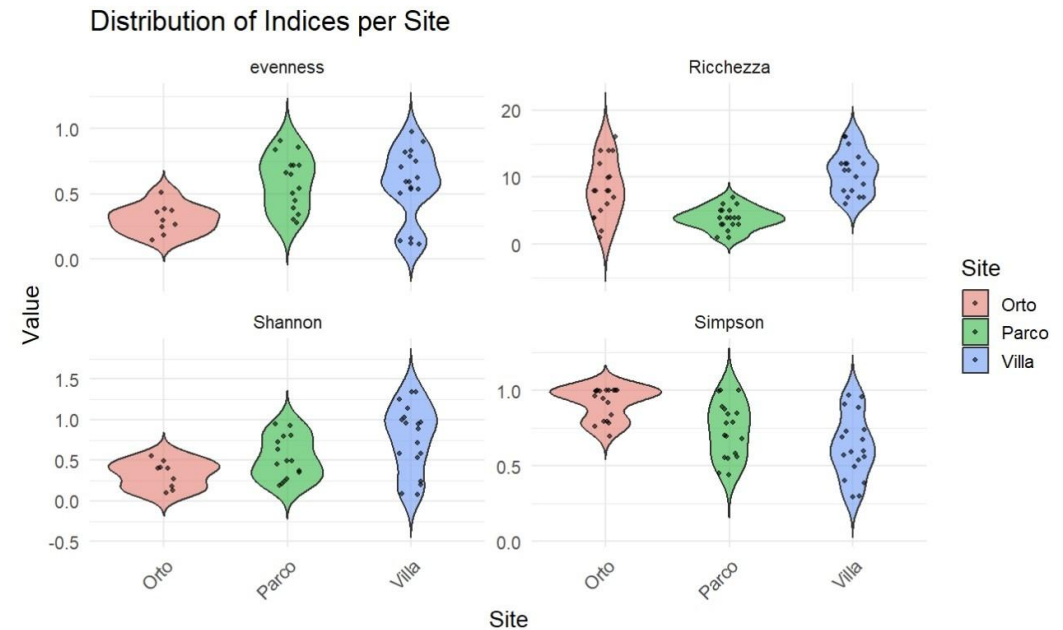 Distribution of Indices per Site
evenness
Ricchezza
1.0
0.5
0.0
20
10
0
Value
Shannon
Simpson
1.5
1.0
0.5
0.0
-0.5
1.0
0.5
0.0
Orto
Parco
Villa
Orto
Parco
Villa
Site
Site
Orto
Parco
Villa